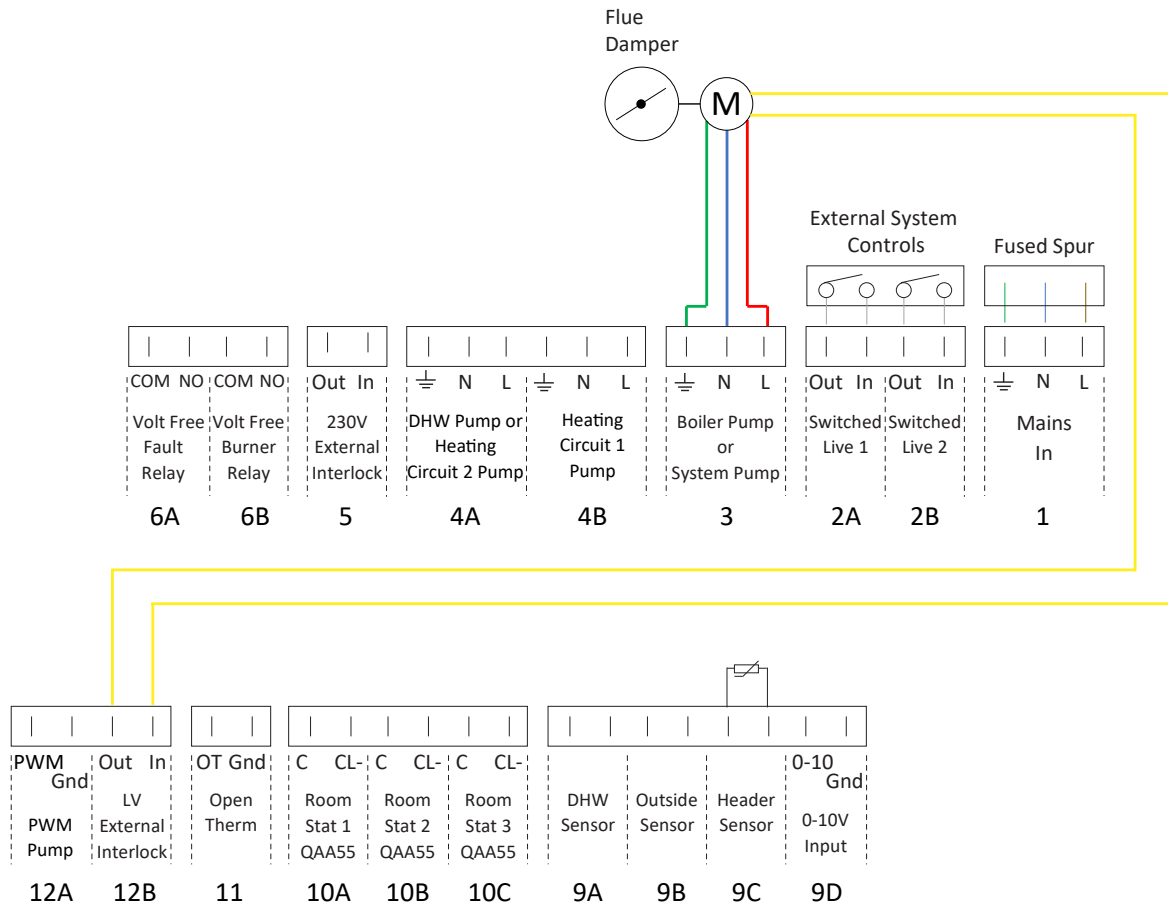 Flue
Damper
M
External System
Controls
Fused Spur
COM NO COM NO Out In N L N L N L Out In Out In N L
Volt Free
Fault
Relay
Volt Free
Burner
Relay
230V
External
Interlock
DHW Pump or
Heating
Circuit 2 Pump
Heating
Circuit 1
Pump
Boiler Pump
or
System Pump
Switched
Live 1
Switched
Live 2
Mains
In
6A 6B 5 4A 4B 3 2A 2B 1
PWM Out In OT Gnd C CL- C CL- C CL- 0-10
Gnd Gnd
PWM
Pump
LV
External
Interlock
Open
Therm
Room
Stat 1
QAA55
Room
Stat 2
QAA55
Room
Stat 3
QAA55
DHW
Sensor
Outside
Sensor
Header
Sensor
0-10V
Input
12A 12B 11 10A 10B 10C 9A 9B 9C 9D